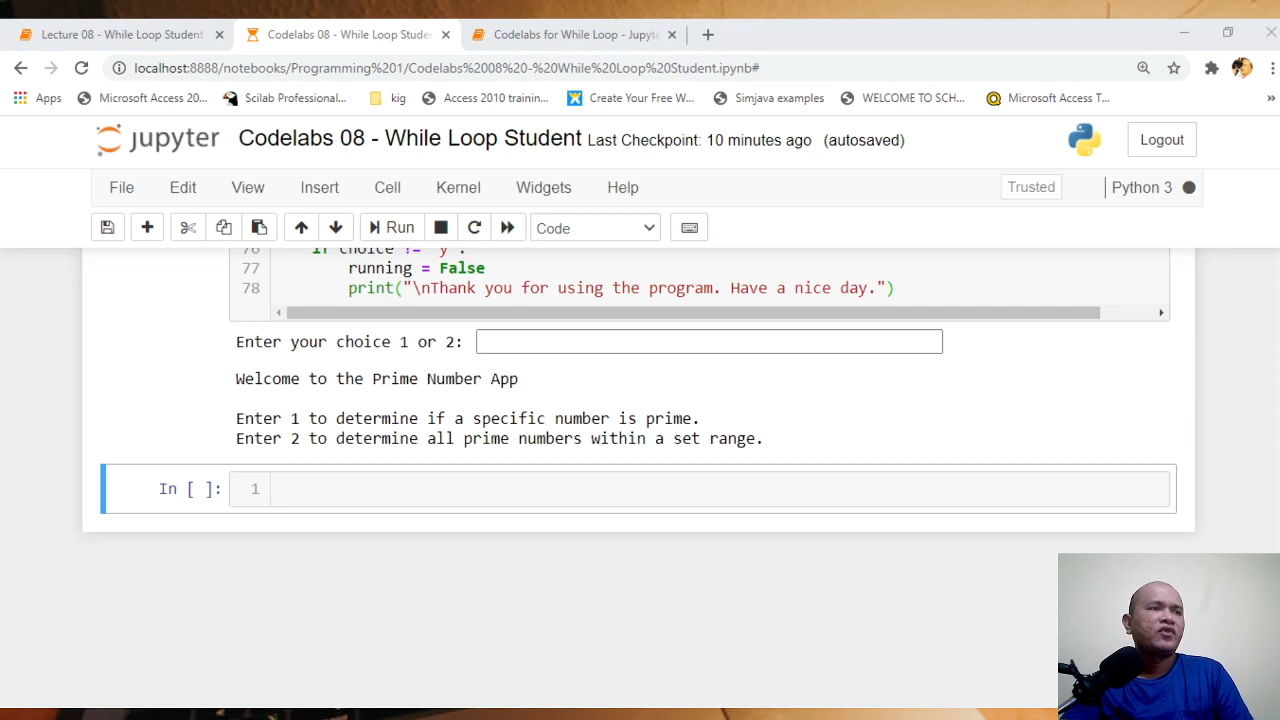 Lecture 08 - While Loop Student
Codelabs 08 - While Loop Studen
Codelabs for While Loop - Jupyte
localhost:8888/notebooks/Programming%201/Codelabs%2008%20-%20While%20Loop%20Student.ipynb#
Apps
Microsoft Access 20...
Scilab Professional...
kig
Access 2010 trainin...
Create Your Free W...
Simjava examples
WELCOME TO SCH...
Microsoft Access T...
»
jupyter
Codelabs 08 - While Loop Student Last Checkpoint: 10 minutes ago (autosaved)
Logout
File Edit View Insert Cell Kernel Widgets Help
Trusted
Python 3
Run
Code
76 if choice != "y":
77 running = False
78 print("\nThank you for using the program. Have a nice day.")
Enter your choice 1 or 2:
Welcome to the Prime Number App
Enter 1 to determine if a specific number is prime.
Enter 2 to determine all prime numbers within a set range.
In [ ]: 1